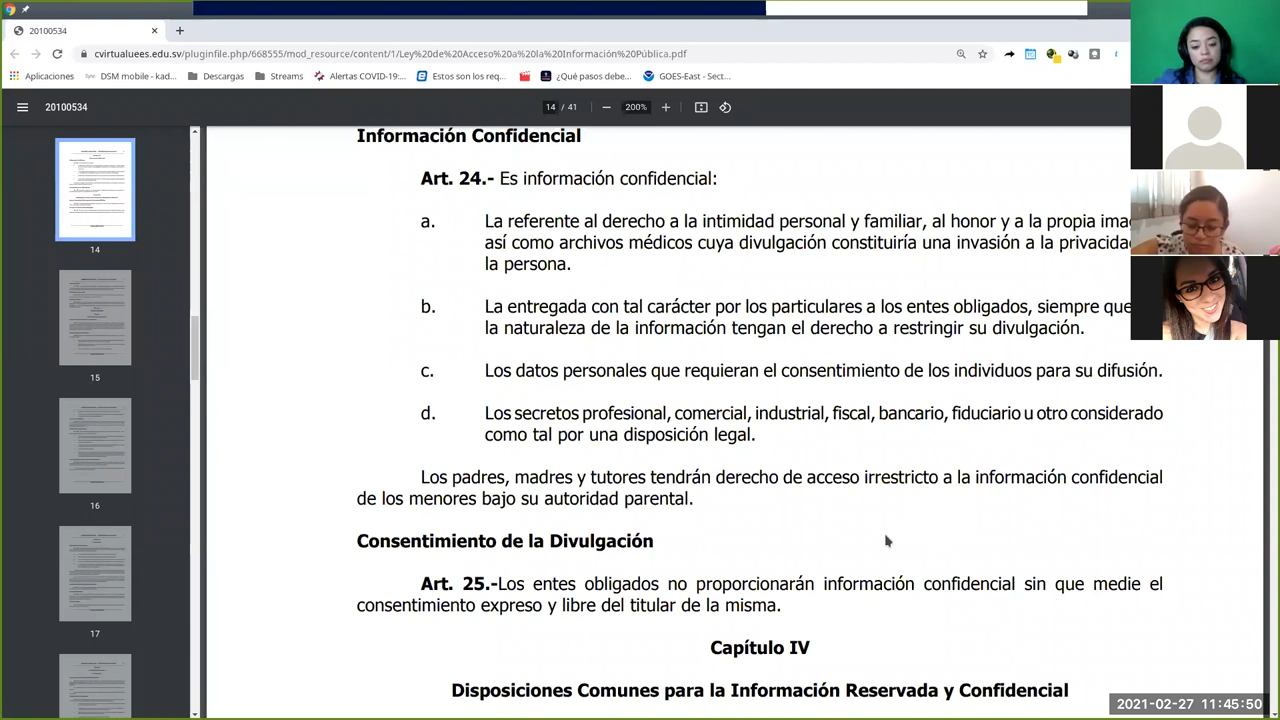 20100534
cvirtualuees.edu.sv/pluginfile.php/668555/mod_resource/content/1/Ley%20de%20Acceso%20a%20la%20Información%20Pública.pdf
Aplicaciones DSM mobile - kad... Descargas Streams Alertas COVID-19:... Estos son los req... ¿Qué pasos debe... GOES-East - Sect...
20100534 14 / 41 200%
Información Confidencial
Art. 24.- Es información confidencial:
a. La referente al derecho a la intimidad personal y familiar, al honor y a la propia
así como archivos médicos cuya divulgación constituiría una invasión a la
la persona.
b. La entregada con tal carácter por los particulares a los entes obligados, siempre
la naturaleza de la información tengan el derecho a restringir su divulgación.
c. Los datos personales que requieran el consentimiento de los individuos para su difusión.
d. Los secretos profesional, comercial, industrial, fiscal, bancario, fiduciario u otro considerado
como tal por una disposición legal.
Los padres, madres y tutores tendrán derecho de acceso irrestricto a la información confidencial
de los menores bajo su autoridad parental.
Consentimiento de la Divulgación
Art. 25.-Los entes obligados no proporcionarán información confidencial sin que medie el
consentimiento expreso y libre del titular de la misma.
Capítulo IV
Disposiciones Comunes para la Información Reservada y Confidencial
14
15
16
17
2021-02-27 11:45:50